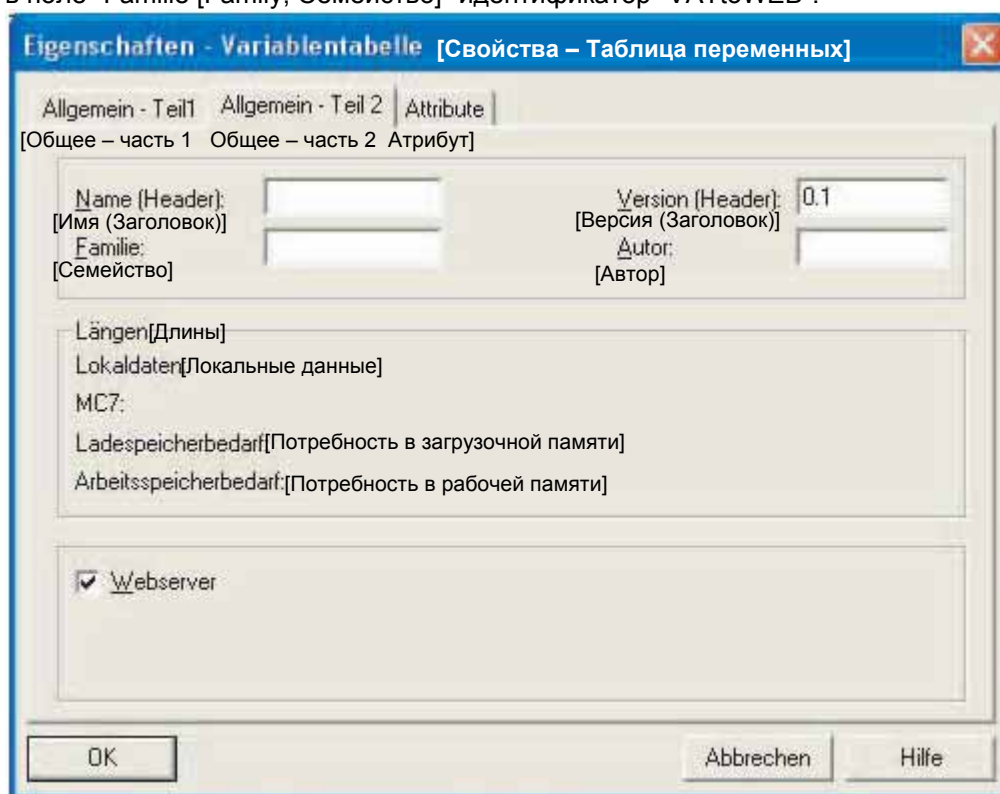 в поле "Familie [Family, Семейство]" идентификатор "VATtoWEB".
Eigenschaften - Variablentabelle [Свойства – Таблица переменных]
Allgemein - Teil1 Allgemein - Teil 2 Attribute
[Общее – часть 1 Общее – часть 2 Атрибут]
Name (Header): Version (Header): 0.1
[Имя (Заголовок)] [Версия (Заголовок)]
Familie: Autor:
[Семейство] [Автор]
Längen[Длины]
Lokaldaten[Локальные данные]
MC7:
Ladespeicherbedarf[Потребность в загрузочной памяти]
Arbeitsspeicherbedarf:[Потребность в рабочей памяти]
Webserver
OK Abbrechen Hilfe